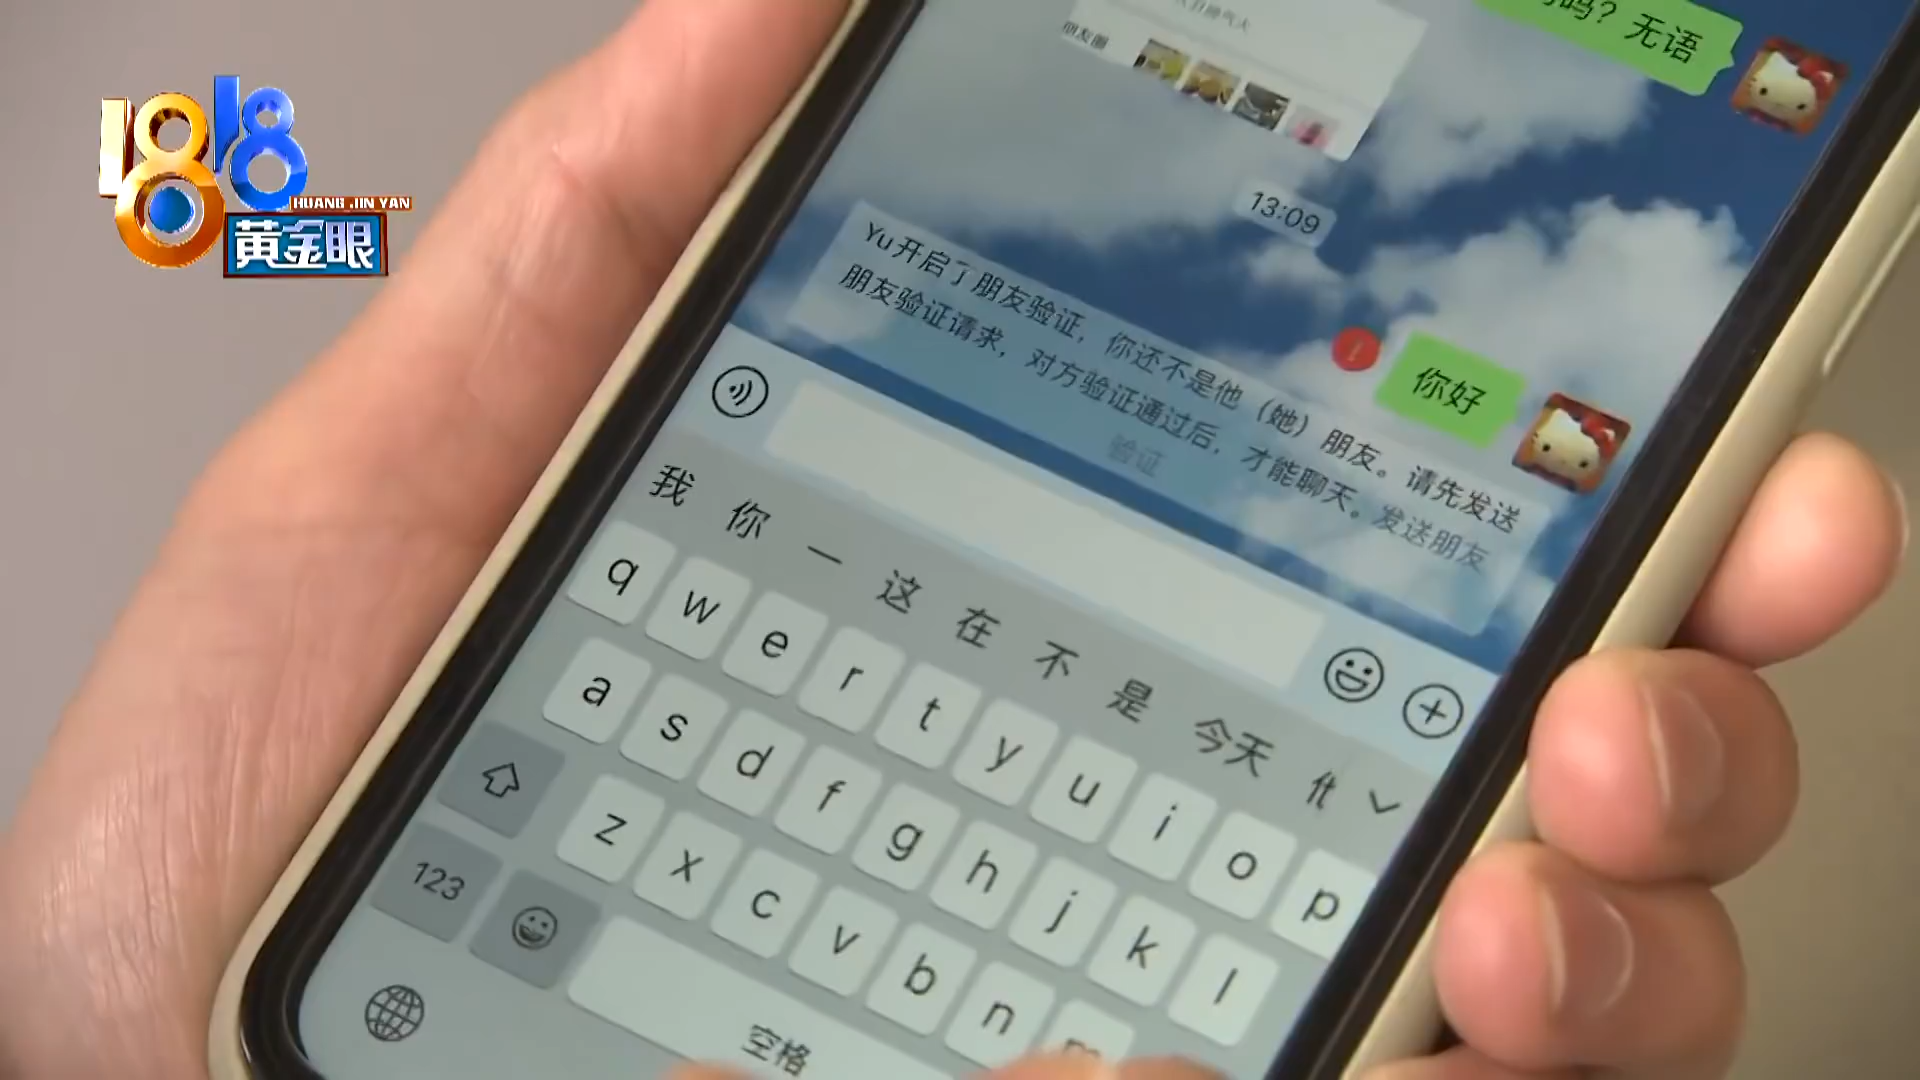 1818
HUANG JIN YAN
黄金眼
吗？无语
朋友圈
13:09
你好
Yu开启了朋友验证，你还不是他（她）朋友。请先发送
朋友验证请求，对方验证通过后，才能聊天。发送朋友
验证
我 你 一 这 在 不 是 今天
q w e r t y u i o p
a s d f g h j k l
z x c v b n m
123
空格